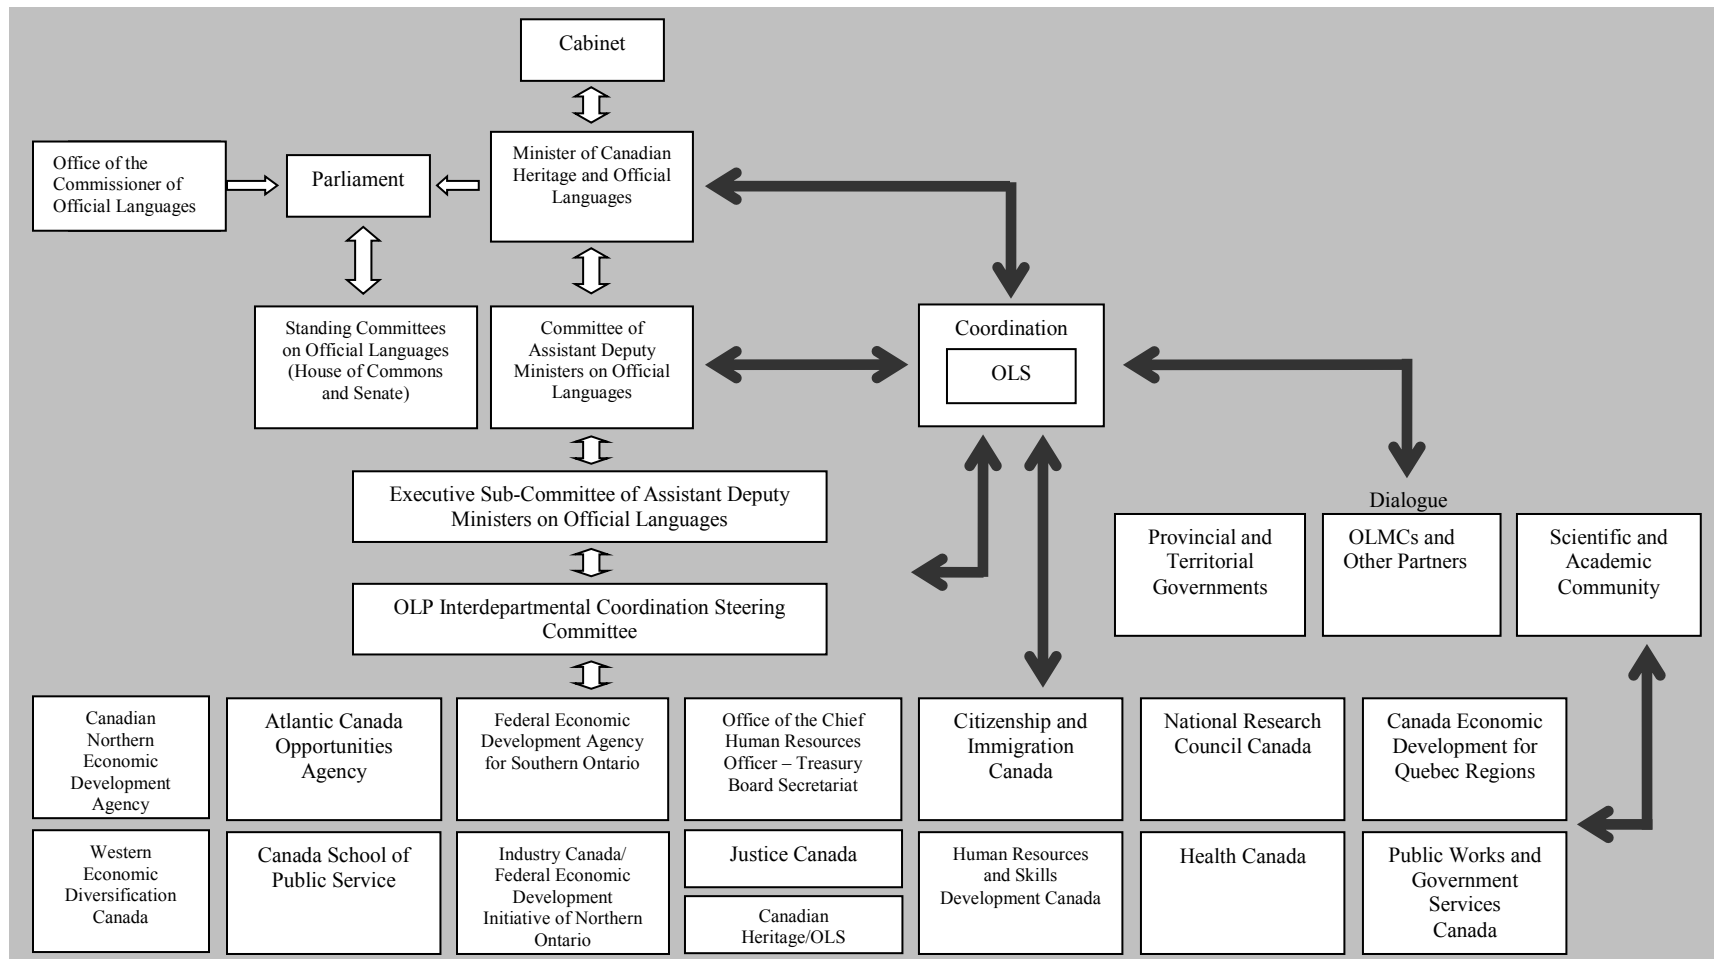 Cabinet
Office of the
Commissioner of
Official Languages
Parliament
Minister of Canadian
Heritage and Official
Languages
Standing Committees
on Official Languages
(House of Commons
and Senate)
Committee of
Assistant Deputy
Ministers on Official
Languages
Coordination
OLS
Executive Sub-Committee of Assistant Deputy
Ministers on Official Languages
Dialogue
Provincial and
Territorial
Governments
OLMCs and
Other Partners
Scientific and
Academic
Community
OLP Interdepartmental Coordination Steering
Committee
Canadian
Northern
Economic
Development
Agency
Atlantic Canada
Opportunities
Agency
Federal Economic
Development Agency
for Southern Ontario
Office of the Chief
Human Resources
Officer – Treasury
Board Secretariat
Citizenship and
Immigration
Canada
National Research
Council Canada
Canada Economic
Development for
Quebec Regions
Western
Economic
Diversification
Canada
Canada School of
Public Service
Industry Canada/
Federal Economic
Development
Initiative of Northern
Ontario
Justice Canada
Canadian
Heritage/OLS
Human Resources
and Skills
Development Canada
Health Canada
Public Works and
Government
Services
Canada